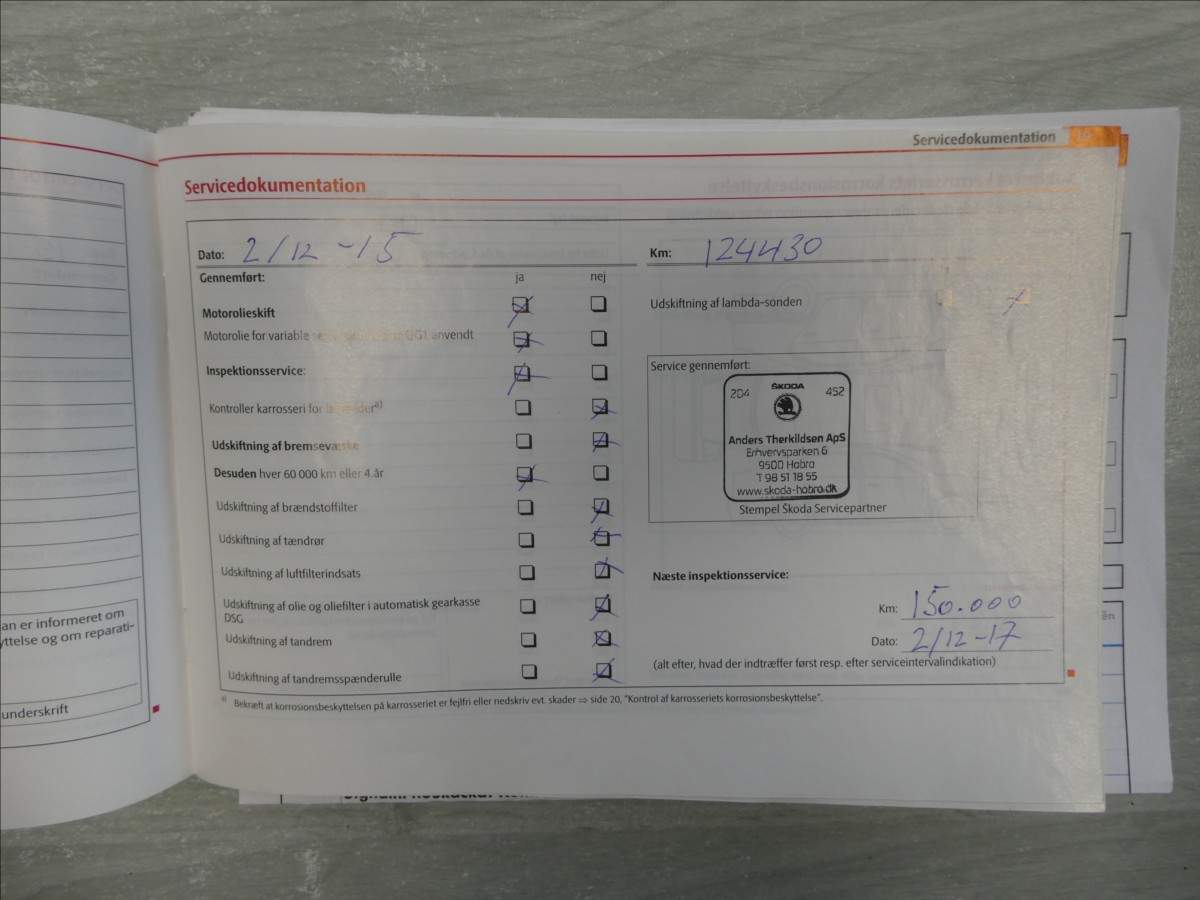 Servicedokumentation
Servicedokumentation
Dato: 2/12-15
Km: 124430
Gennemført: ja nej
Motorolieskift
Motorolie for variable anvendt
Inspektionsservice:
Kontroller karrosseri for
Udskiftning af bremsevæske
Desuden hver 60 000 km eller 4.år
Udskiftning af brændstoffilter
Udskiftning af tændrør
Udskiftning af luftfilterindsats
Udskiftning af olie og oliefilter i automatisk gearkasse
DSG
Udskiftning af tandrem
Udskiftning af tandremsspænderulle
Udskiftning af lambda-sonden
Service gennemført:
204 ŠKODA 452
Anders Therkildsen ApS
Erhvervsparken 6
9500 Hobro
T 98 51 18 55
www.skoda-hobro.dk
Stempel Škoda Servicepartner
Næste inspektionsservice:
Km: 150.000
Dato: 2/12-17
(alt efter, hvad der indtræffer først resp. efter serviceintervalindikation)
a) Bekræft at korrosionsbeskyttelsen på karrosseriet er fejlfri eller nedskriv evt. skader ⇒ side 20, "Kontrol af karrosseriets korrosionsbeskyttelse".
an er informeret om
yttelse og om reparati-
underskrift